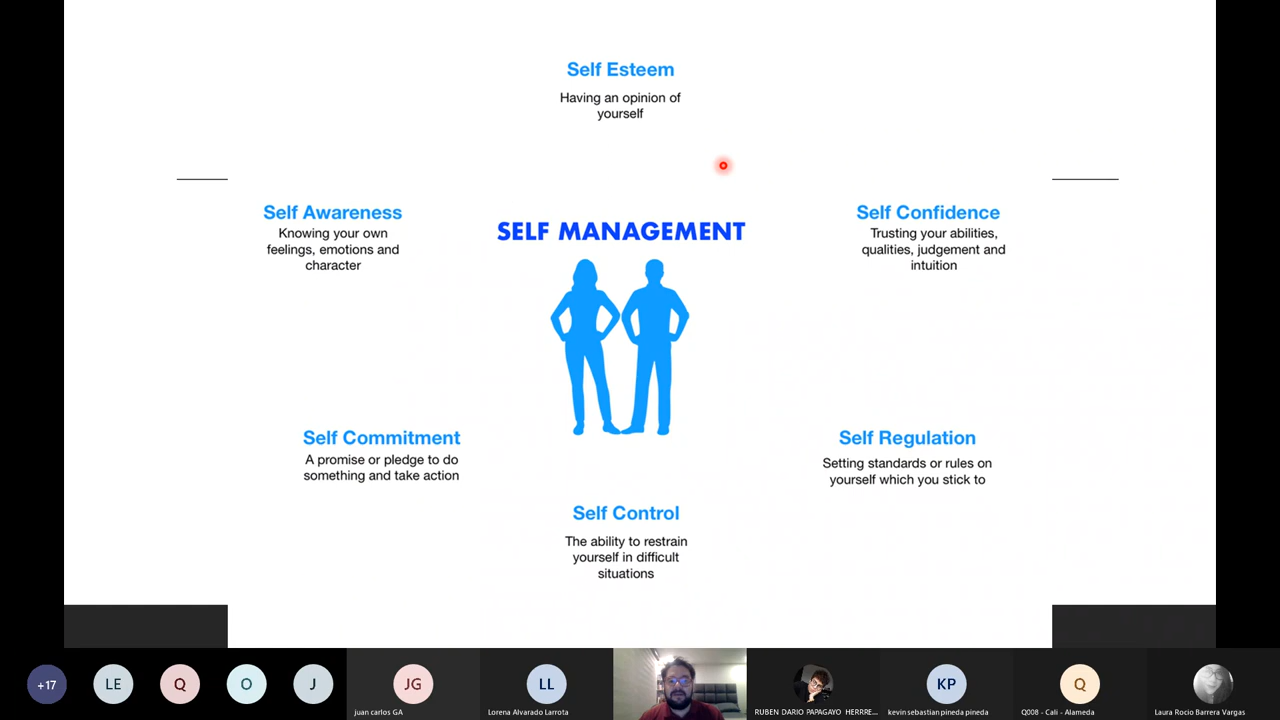 Self Esteem
Having an opinion of
yourself
Self Awareness
Knowing your own
feelings, emotions and
character
SELF MANAGEMENT
Self Confidence
Trusting your abilities,
qualities, judgement and
intuition
Self Commitment
A promise or pledge to do
something and take action
Self Regulation
Setting standards or rules on
yourself which you stick to
Self Control
The ability to restrain
yourself in difficult
situations
+17
LE
Q
O
J
JG
juan carlos GA
LL
Lorena Alvarado Larrota
RUBEN DARIO PAPAGAYO HERRRE...
KP
kevin sebastian pineda pineda
Q
Q008 - Cali - Alameda
Laura Rocio Barrera Vargas